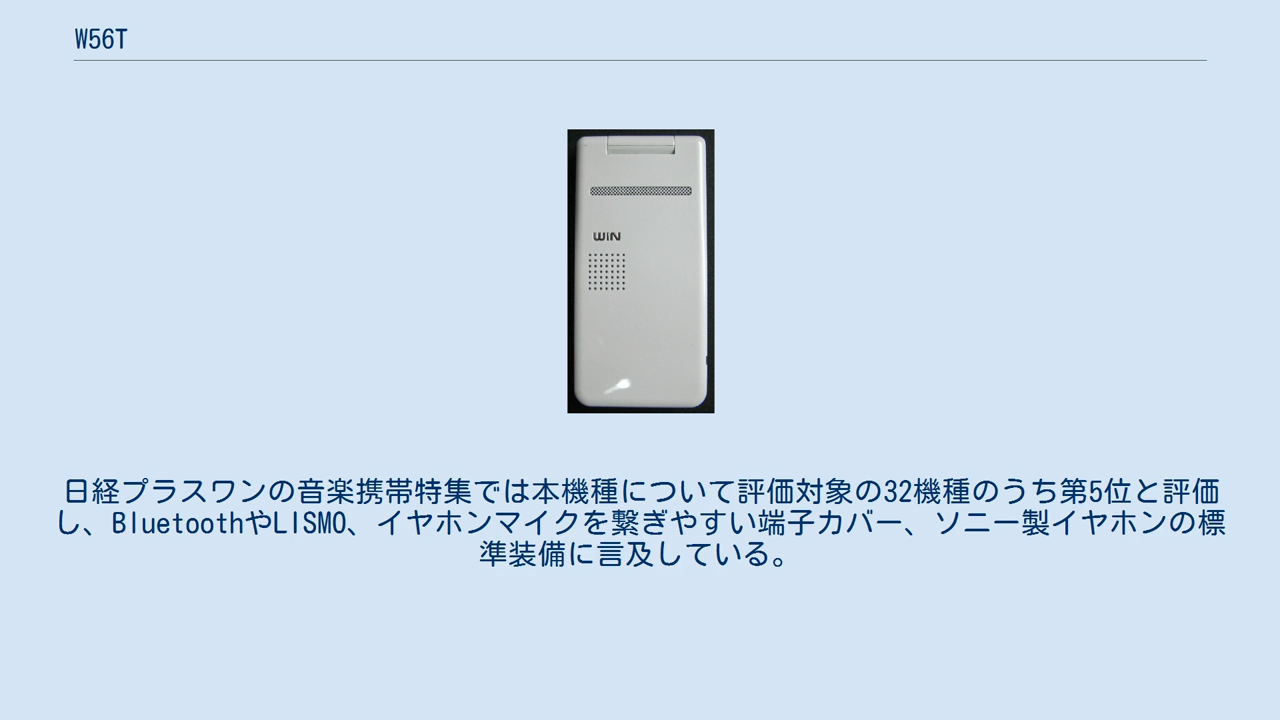 W56T
WIN
日経プラスワンの音楽携帯特集では本機種について評価対象の32機種のうち第5位と評価
し、BluetoothやLISMO、イヤホンマイクを繋ぎやすい端子カバー、ソニー製イヤホンの標
準装備に言及している。